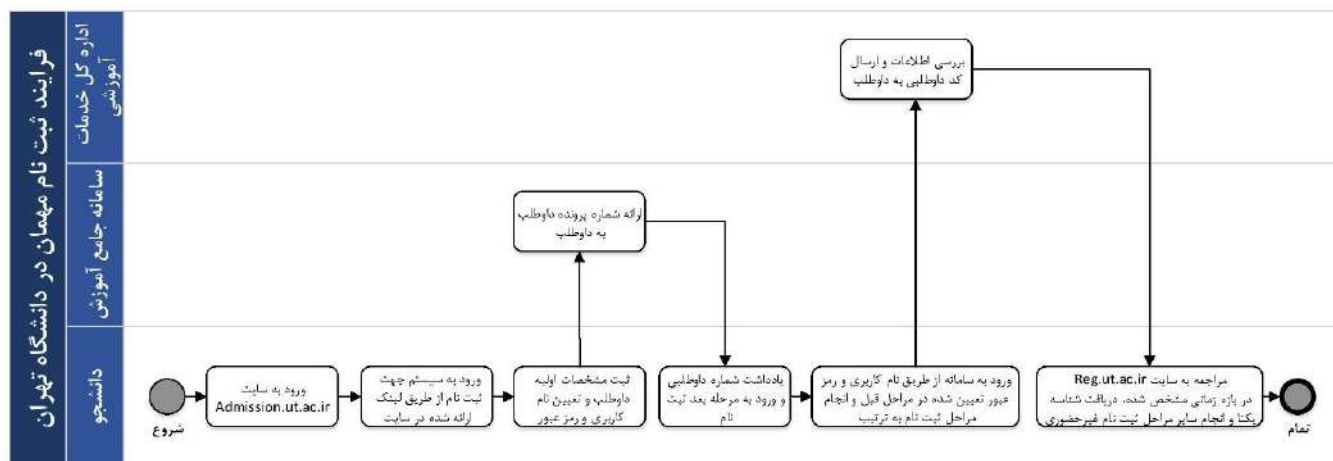 فرایند ثبت نام مهمان در دانشگاه تهران
اداره کل خدمات
آموزشی
بررسی اطلاعات و ارسال
کد داوطلبی به داوطلب
سامانه جامع آموزش
ارائه شماره پرونده داوطلب
به داوطلب
دانشجو
شروع
ورود به سایت
Admission.ut.ac.ir
ورود به سیستم جهت
ثبت نام از طریق لینک
ارائه شده در سایت
ثبت مشخصات اولیه
داوطلب و تعیین نام
کاربری و رمز عبور
یادداشت شماره داوطلبی
و ورود به مرحله بعد ثبت
نام
ورود به سامانه از طریق نام کاربری و رمز
عبور تعیین شده در مراحل قبل و انجام
مراحل ثبت نام به ترتیب
مراجعه به سایت Reg.ut.ac.ir
در بازه زمانی مشخص شده، دریافت شناسه
یکتا و انجام سایر مراحل ثبت نام غیرحضوری
تمام